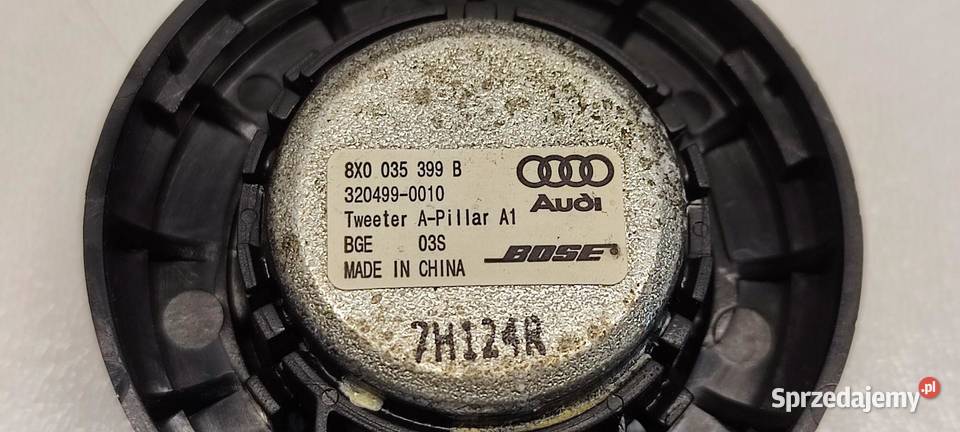 8X0 035 399 B
320499-0010
Tweeter A-Pillar A1
BGE 03S
MADE IN CHINA
Audi
BOSE
7H124R
Sprzedajemy.pl